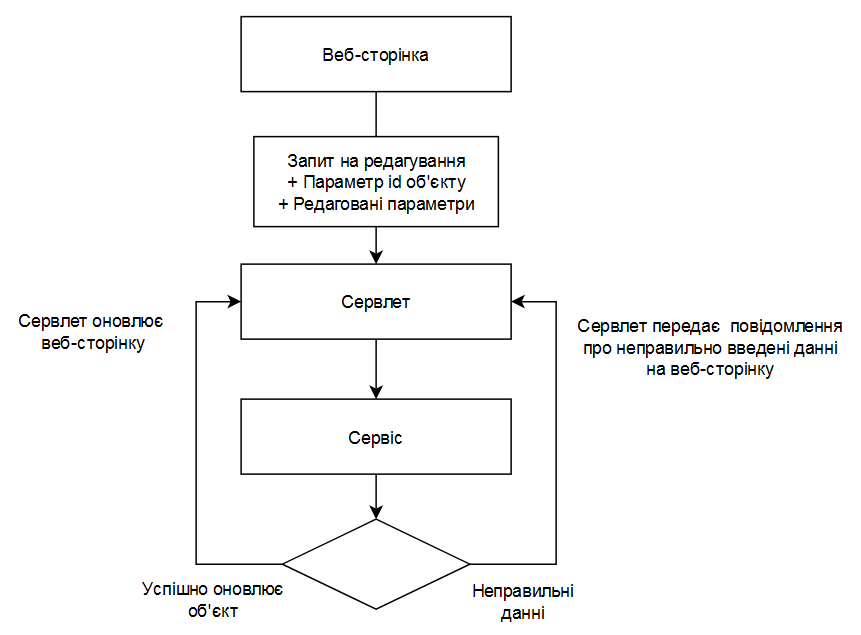 Веб-сторінка
Запит на редагування
+ Параметр id об'єкту
+ Редаговані параметри
Сервлет
Сервлет оновлює
веб-сторінку
Сервлет передає повідомлення
про неправильно введені данні
на веб-сторінку
Сервіс
Успішно оновлює
об'єкт
Неправильні
данні